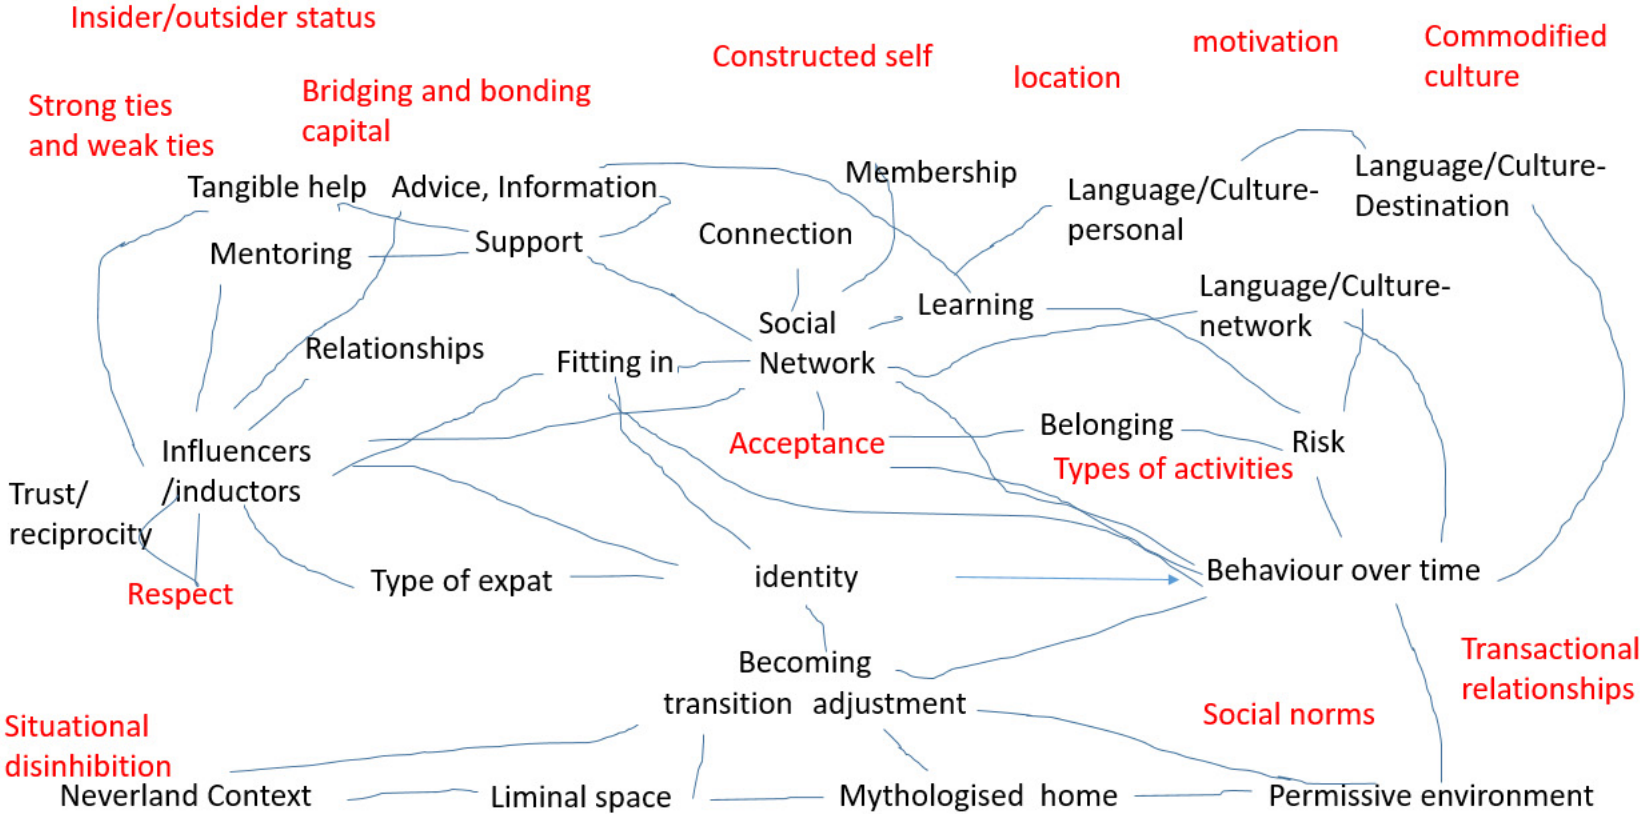 Insider/outsider status
Constructed self
motivation
Commodified
culture
location
Strong ties
and weak ties
Bridging and bonding
capital
Tangible help
Advice, Information
Membership
Language/Culture-
personal
Language/Culture-
Destination
Mentoring
Support
Connection
Learning
Language/Culture-
network
Relationships
Fitting in
Social
Network
Influencers
/inductors
Acceptance
Belonging
Risk
Types of activities
Trust/
reciprocity
Respect
Type of expat
identity
Behaviour over time
Becoming
transition adjustment
Transactional
relationships
Social norms
Situational
disinhibition
Neverland Context
Liminal space
Mythologised home
Permissive environment